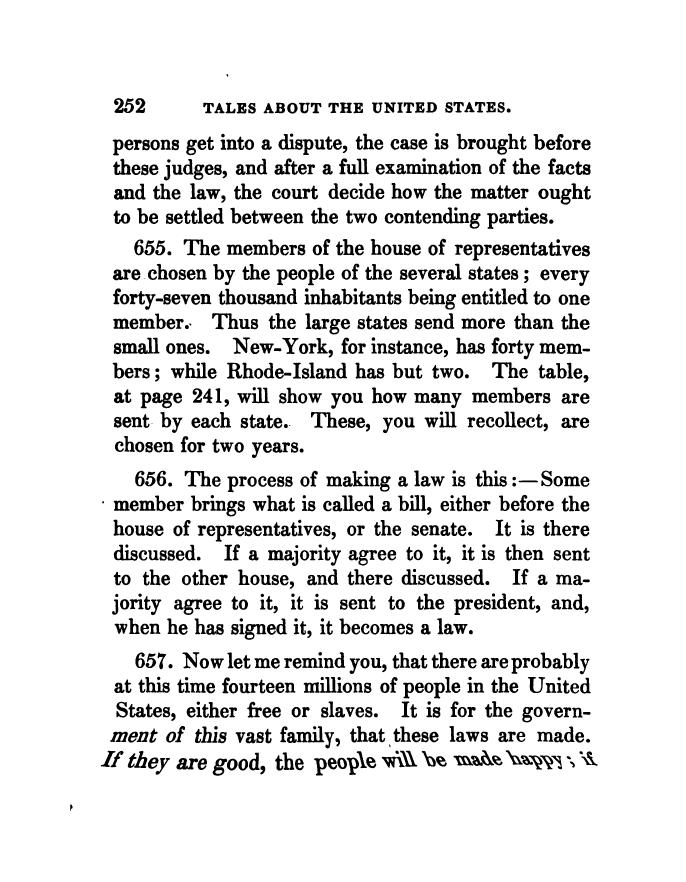 252 TALES ABOUT THE UNITED STATES.
persons get into a dispute, the case is brought before
these judges, and after a full examination of the facts
and the law, the court decide how the matter ought
to be settled between the two contending parties.
655. The members of the house of representatives
are chosen by the people of the several states; every
forty-seven thousand inhabitants being entitled to one
member. Thus the large states send more than the
small ones. New-York, for instance, has forty mem-
bers; while Rhode-Island has but two. The table,
at page 241, will show you how many members are
sent by each state. These, you will recollect, are
chosen for two years.
656. The process of making a law is this:—Some
member brings what is called a bill, either before the
house of representatives, or the senate. It is there
discussed. If a majority agree to it, it is then sent
to the other house, and there discussed. If a ma-
jority agree to it, it is sent to the president, and,
when he has signed it, it becomes a law.
657. Now let me remind you, that there are probably
at this time fourteen millions of people in the United
States, either free or slaves. It is for the govern-
ment of this vast family, that these laws are made.
If they are good, the people will be made happy; if